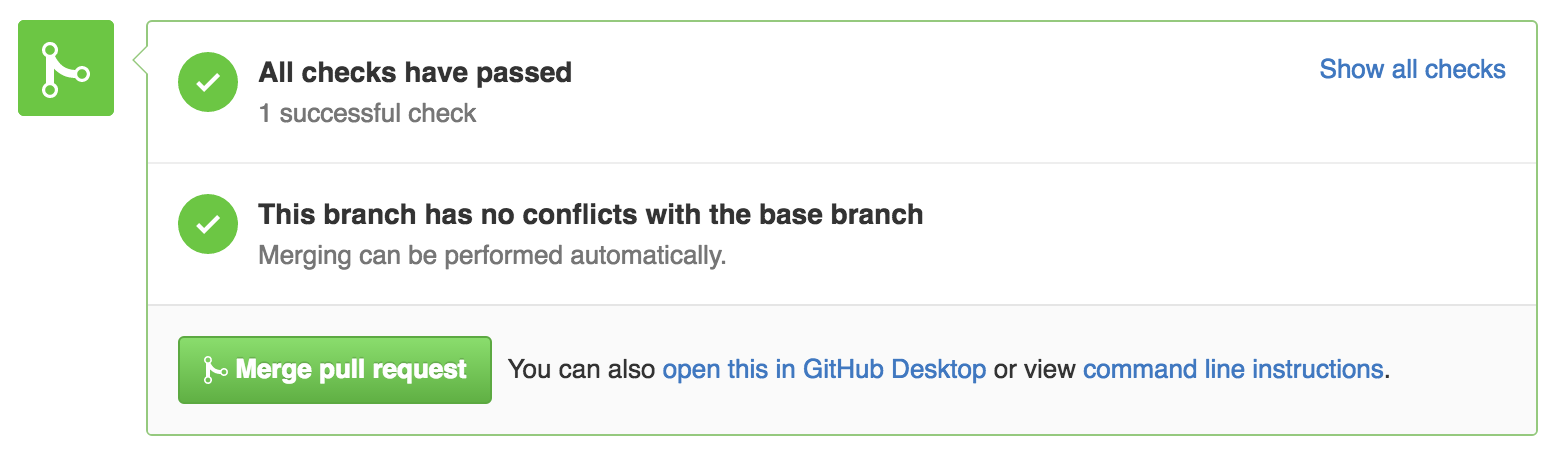 All checks have passed
Show all checks
1 successful check
This branch has no conflicts with the base branch
Merging can be performed automatically.
Merge pull request
You can also open this in GitHub Desktop or view command line instructions.